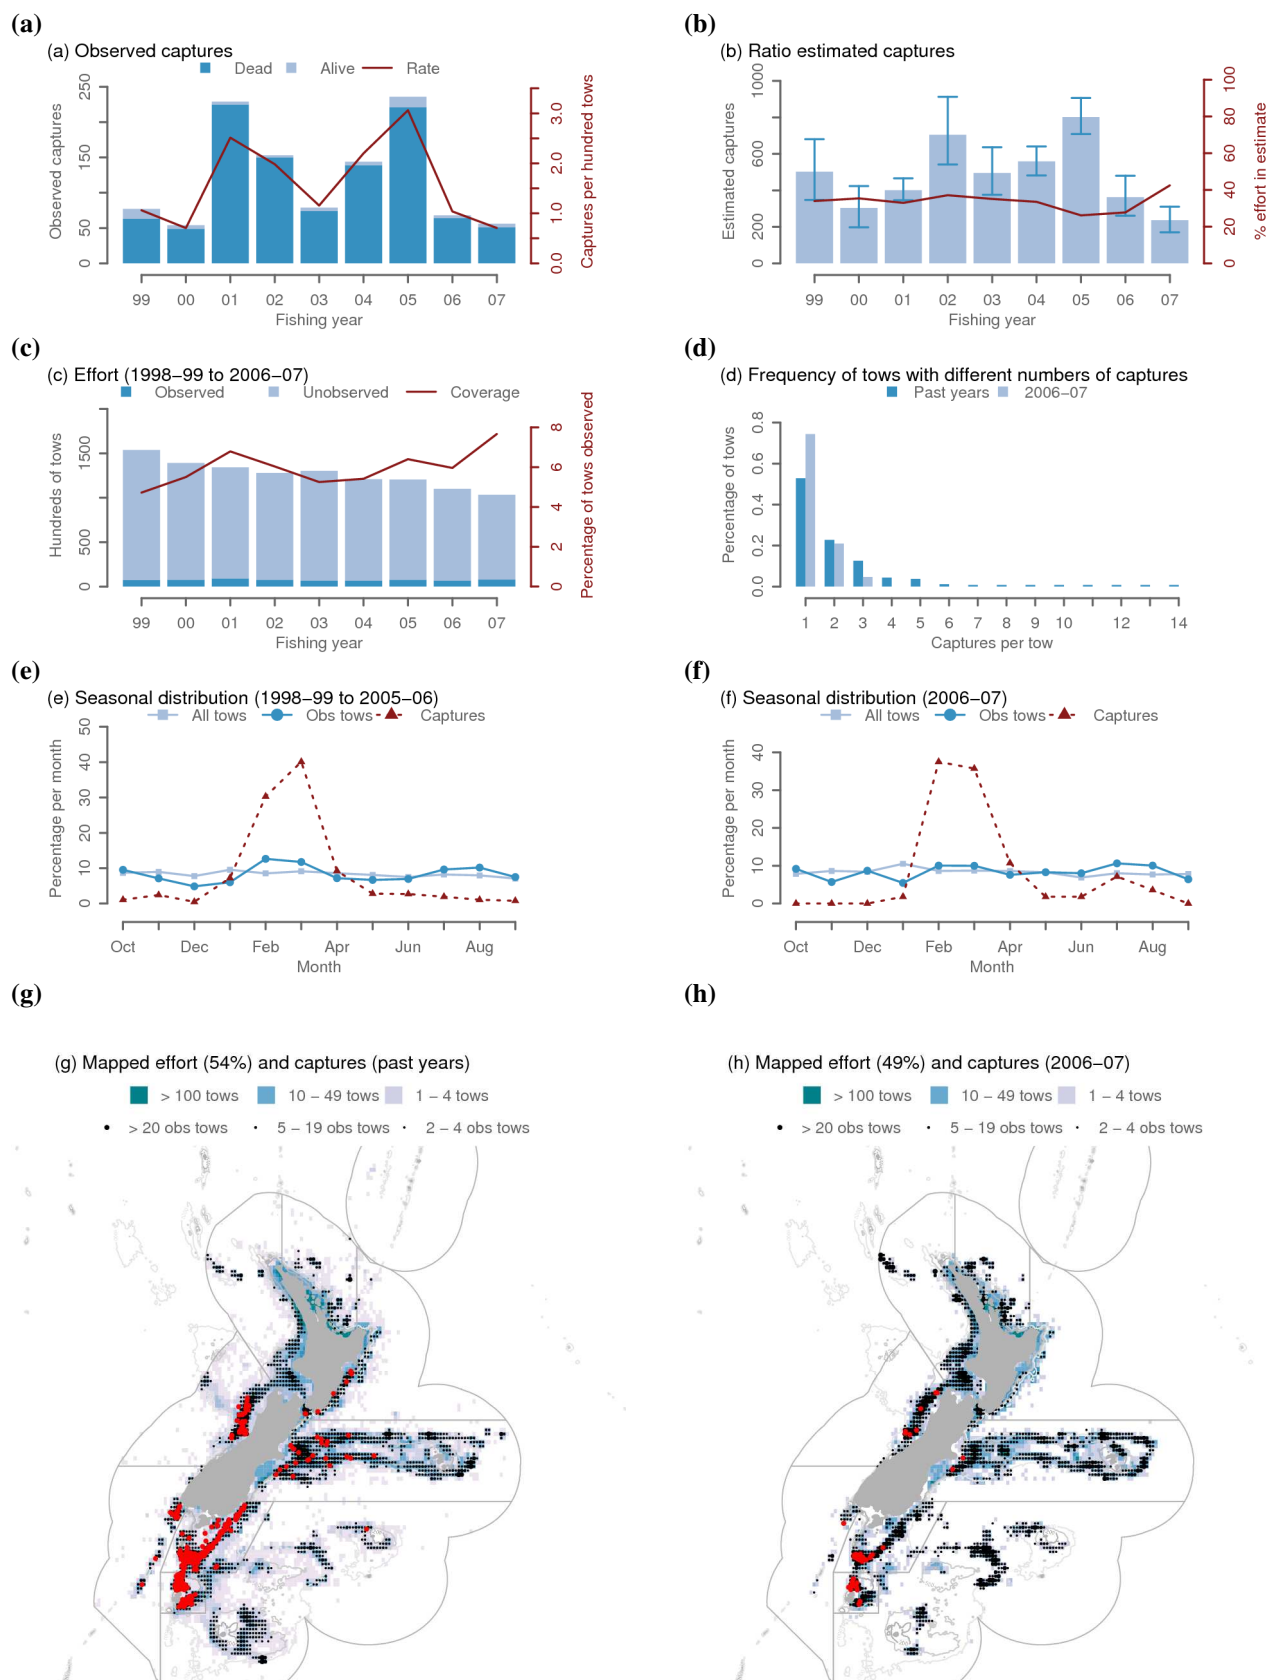 (a)
(a) Observed captures
Dead Alive Rate
Observed captures
0 50 150 250
Captures per hundred tows
0.0 1.0 2.0 3.0
99 00 01 02 03 04 05 06 07
Fishing year
(b)
(b) Ratio estimated captures
Estimated captures
0 200 600 1000
% effort in estimate
0 20 40 60 80 100
99 00 01 02 03 04 05 06 07
Fishing year
(c)
(c) Effort (1998–99 to 2006–07)
Observed Unobserved Coverage
Hundreds of tows
0 500 1500
Percentage of tows observed
0 2 4 6 8
99 00 01 02 03 04 05 06 07
Fishing year
(d)
(d) Frequency of tows with different numbers of captures
Past years 2006–07
Percentage of tows
0.0 0.2 0.4 0.6 0.8
1 2 3 4 5 6 7 8 9 10 12 14
Captures per tow
(e)
(e) Seasonal distribution (1998–99 to 2005–06)
All tows Obs tows Captures
Percentage per month
0 10 20 30 40 50
Oct Dec Feb Apr Jun Aug
Month
(f)
(f) Seasonal distribution (2006–07)
All tows Obs tows Captures
Percentage per month
0 10 20 30 40
Oct Dec Feb Apr Jun Aug
Month
(g)
(g) Mapped effort (54%) and captures (past years)
> 100 tows 10 – 49 tows 1 – 4 tows
> 20 obs tows 5 – 19 obs tows 2 – 4 obs tows
(h)
(h) Mapped effort (49%) and captures (2006–07)
> 100 tows 10 – 49 tows 1 – 4 tows
> 20 obs tows 5 – 19 obs tows 2 – 4 obs tows